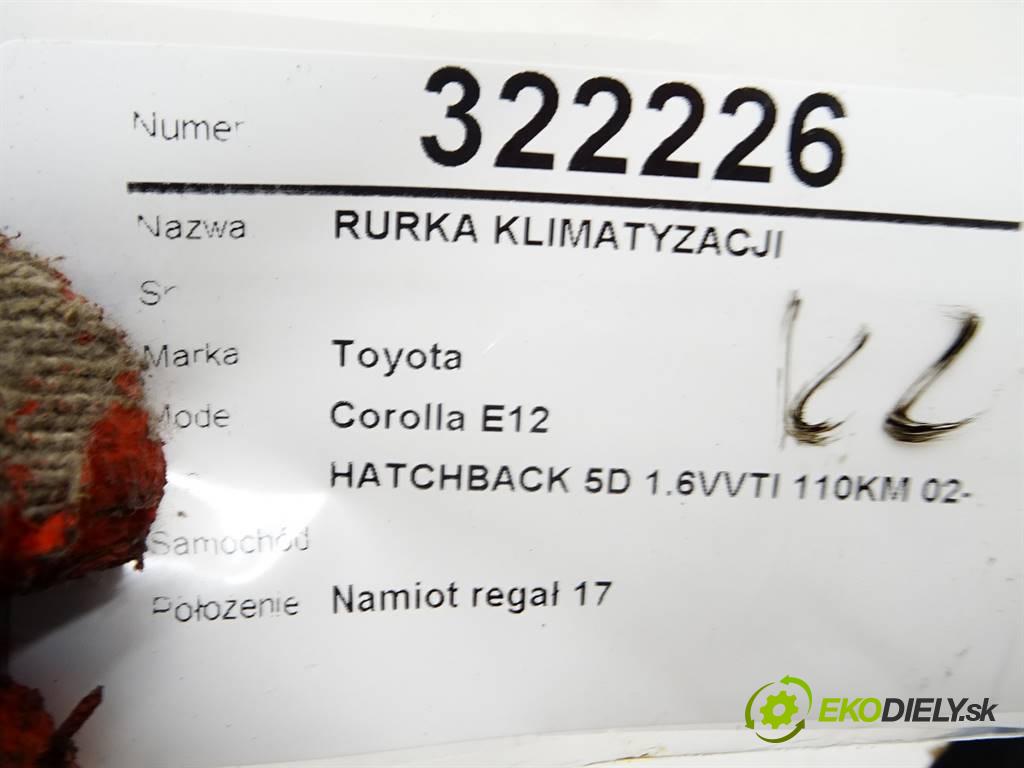 Numer 322226
Nazwa RURKA KLIMATYZACJI
Marka Toyota
Corolla E12
HATCHBACK 5D 1.6VVTI 110KM 02-
Samochód
Położenie Namiot regał 17
EKODIELY.sk